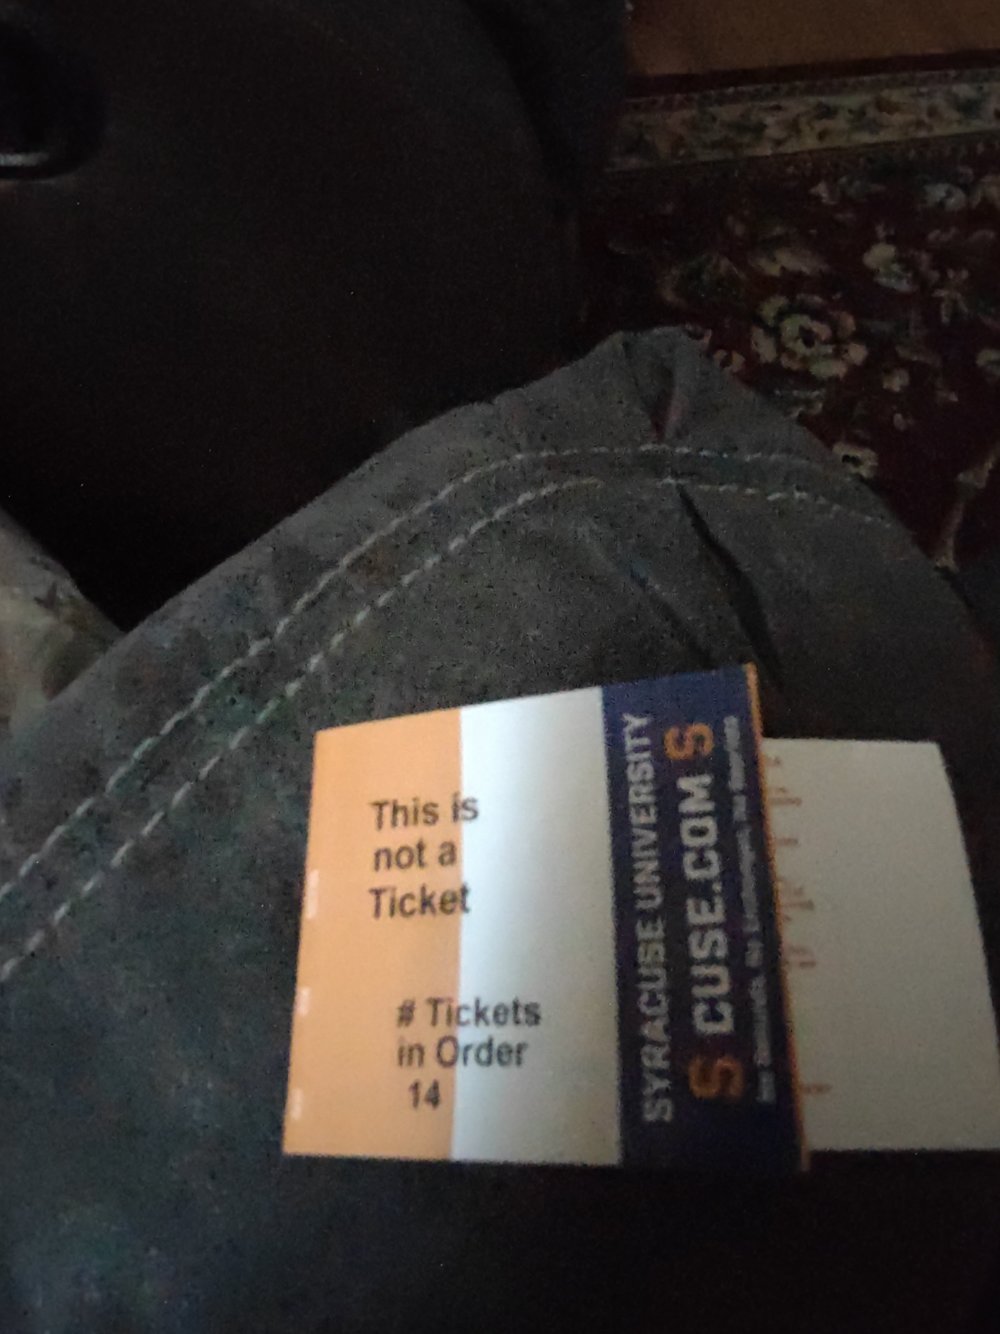 This is
not a
Ticket
# Tickets
in Order
14
SYRACUSE UNIVERSITY
S CUSE.COM S